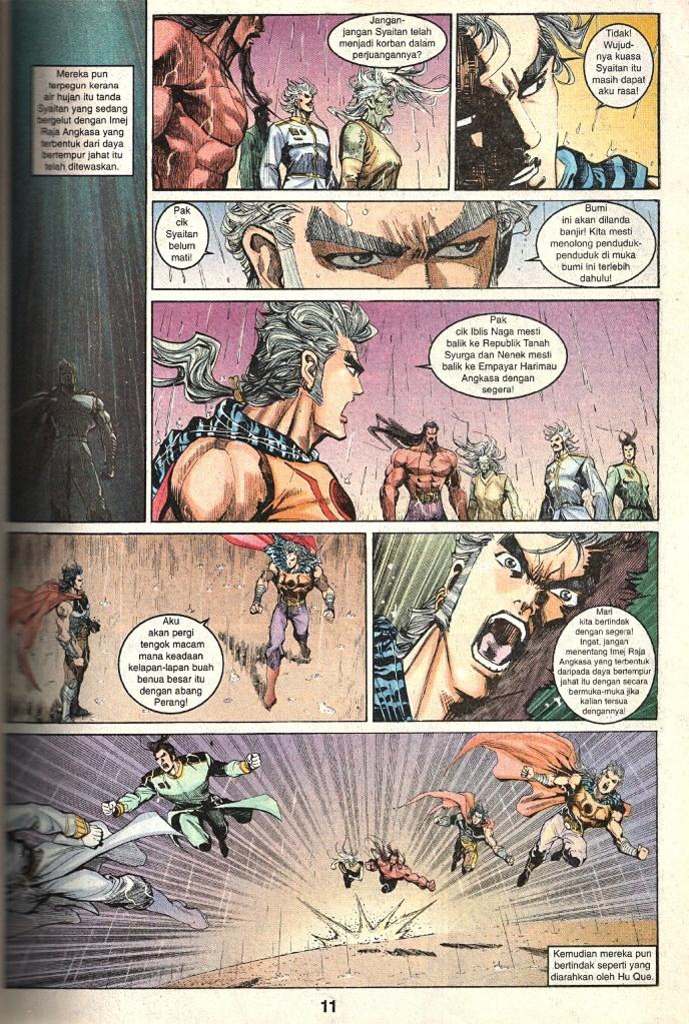 Mereka pun
terpegun kerana
air hujan itu tanda
Syaitan yang sedang
bergelut dengan Imej
Raja Angkasa yang
terbentuk dari daya
bertempur jahat itu
telah ditewaskan.
Jangan-
jangan Syaitan telah
menjadi korban dalam
perjuangannya?
Tidak!
Wujud-
nya kuasa
Syaitan itu
masih dapat
aku rasa!
Pak
cik
Syaitan
belum
mati!
Bumi
ini akan dilanda
banjir! Kita mesti
menolong penduduk-
penduduk di muka
bumi ini terlebih
dahulu!
Pak
cik Iblis Naga mesti
balik ke Republik Tanah
Syurga dan Nenek mesti
balik ke Empayar Harimau
Angkasa dengan
segera!
Aku
akan pergi
tengok macam
mana keadaan
kelapan-lapan buah
benua besar itu
dengan abang
Perang!
Mari
kita bertindak
dengan segera!
Ingat, jangan
menentang Imej Raja
Angkasa yang terbentuk
daripada daya bertempur
jahat itu dengan secara
bermuka-muka jika
kalian tersua
dengannya!
Kemudian mereka pun
bertindak seperti yang
diarahkan oleh Hu Que.
11